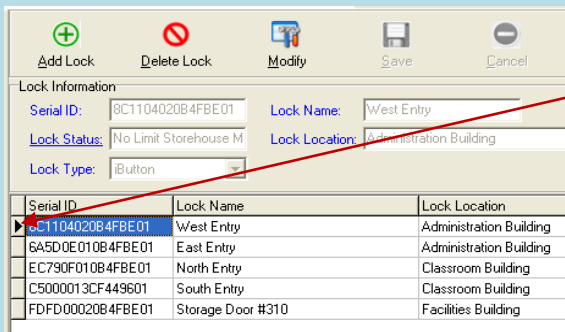 Add Lock Delete Lock Modify Save Cancel
Lock Information
Serial ID: 8C1104020B4FBE01 Lock Name: West Entry
Lock Status: No Limit Storehouse M Lock Location: Administration Building
Lock Type: iButton
Serial ID Lock Name Lock Location
8C1104020B4FBE01 West Entry Administration Building
6A5D0E010B4FBE01 East Entry Administration Building
EC790F010B4FBE01 North Entry Classroom Building
C5000013CF449601 South Entry Classroom Building
FDFD00020B4FBE01 Storage Door #310 Facilities Building